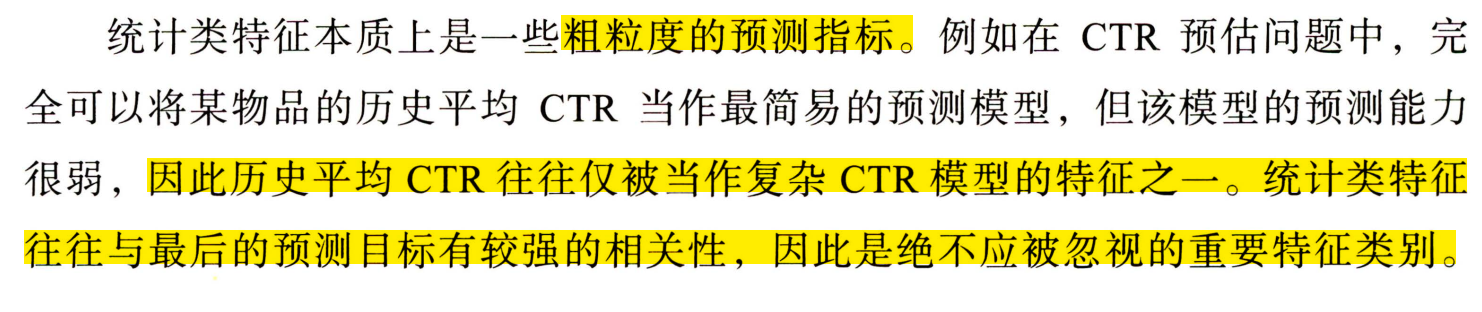 统计类特征本质上是一些粗粒度的预测指标。例如在 CTR 预估问题中，完
全可以将某物品的历史平均 CTR 当作最简易的预测模型，但该模型的预测能力
很弱，因此历史平均 CTR 往往仅被当作复杂 CTR 模型的特征之一。统计类特征
往往与最后的预测目标有较强的相关性，因此是绝不应被忽视的重要特征类别。